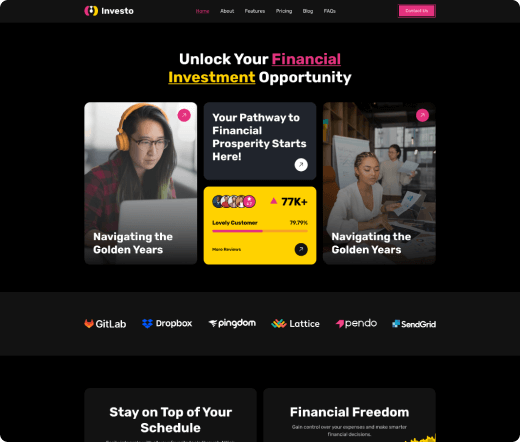 Investo
Home About Features Pricing Blog FAQs
Contact Us
Unlock Your Financial
Investment Opportunity
Navigating the
Golden Years
Your Pathway to
Financial
Prosperity Starts
Here!
77K+
Lovely Customer 79.79%
More Reviews
Navigating the
Golden Years
GitLab Dropbox pingdom Lattice pendo SendGrid
Stay on Top of Your
Schedule
Financial Freedom
Gain control over your expenses and make smarter
financial decisions.